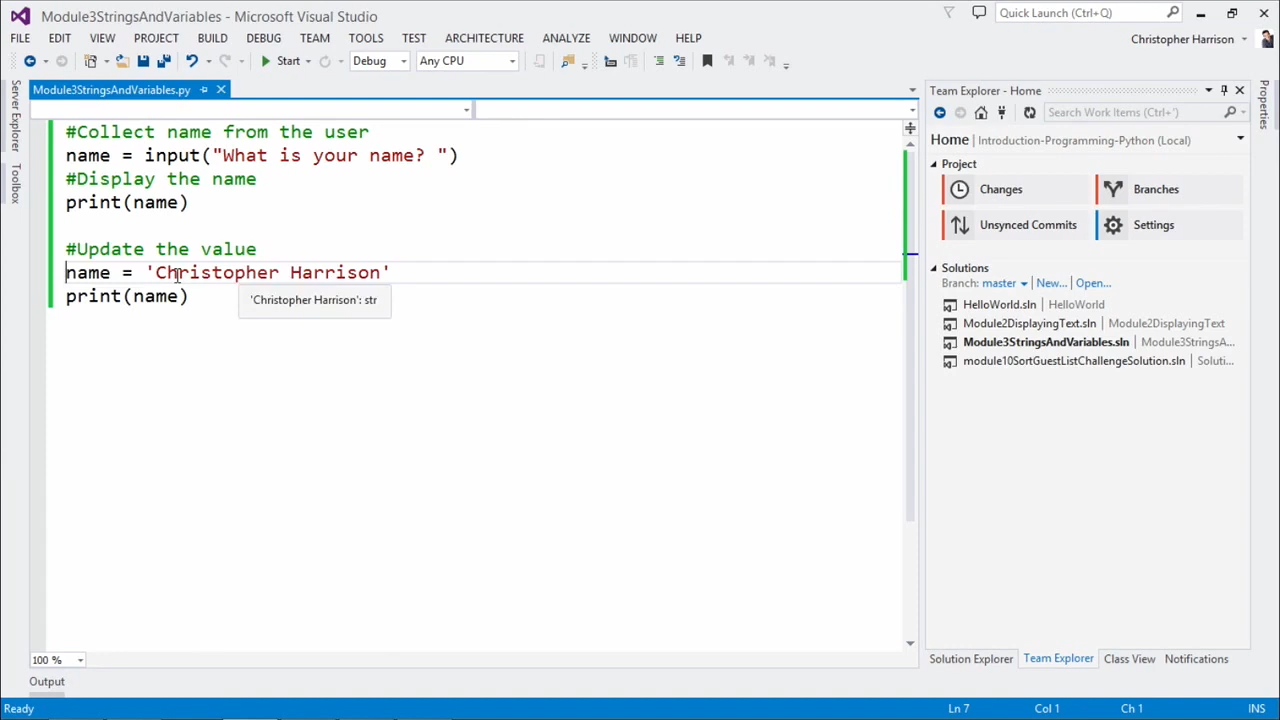 Module3StringsAndVariables - Microsoft Visual Studio
Quick Launch (Ctrl+Q)
FILE EDIT VIEW PROJECT BUILD DEBUG TEAM TOOLS TEST ARCHITECTURE ANALYZE WINDOW HELP
Christopher Harrison
Start Debug Any CPU
Server Explorer
Toolbox
Module3StringsAndVariables.py
#Collect name from the user
name = input("What is your name? ")
#Display the name
print(name)
#Update the value
name = 'Christopher Harrison'
print(name)
'Christopher Harrison': str
100 %
Output
Team Explorer - Home
Search Work Items (Ctrl+')
Home Introduction-Programming-Python (Local)
Project
Changes Branches
Unsynced Commits Settings
Solutions
Branch: master New... Open...
HelloWorld.sln HelloWorld
Module2DisplayingText.sln Module2DisplayingText
Module3StringsAndVariables.sln Module3StringsA...
module10SortGuestListChallengeSolution.sln Soluti...
Solution Explorer Team Explorer Class View Notifications
Properties
Ready Ln 7 Col 1 Ch 1 INS